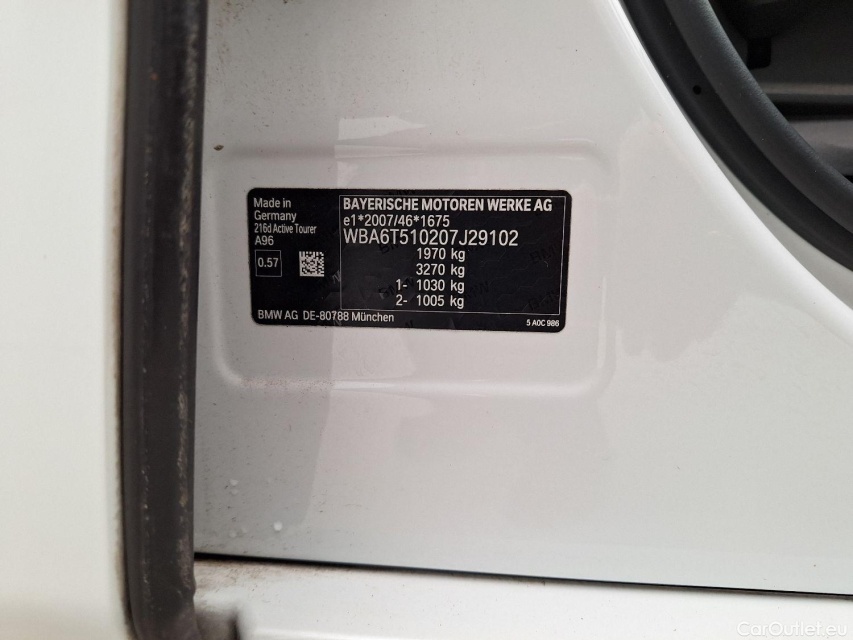 Made in
Germany
216d Active Tourer
A96
0.57
BAYERISCHE MOTOREN WERKE AG
e1*2007/46*1675
WBA6T510207J29102
1970 kg
3270 kg
1- 1030 kg
2- 1005 kg
BMW AG DE-80788 München
5 A0C 986
CarOutlet.eu